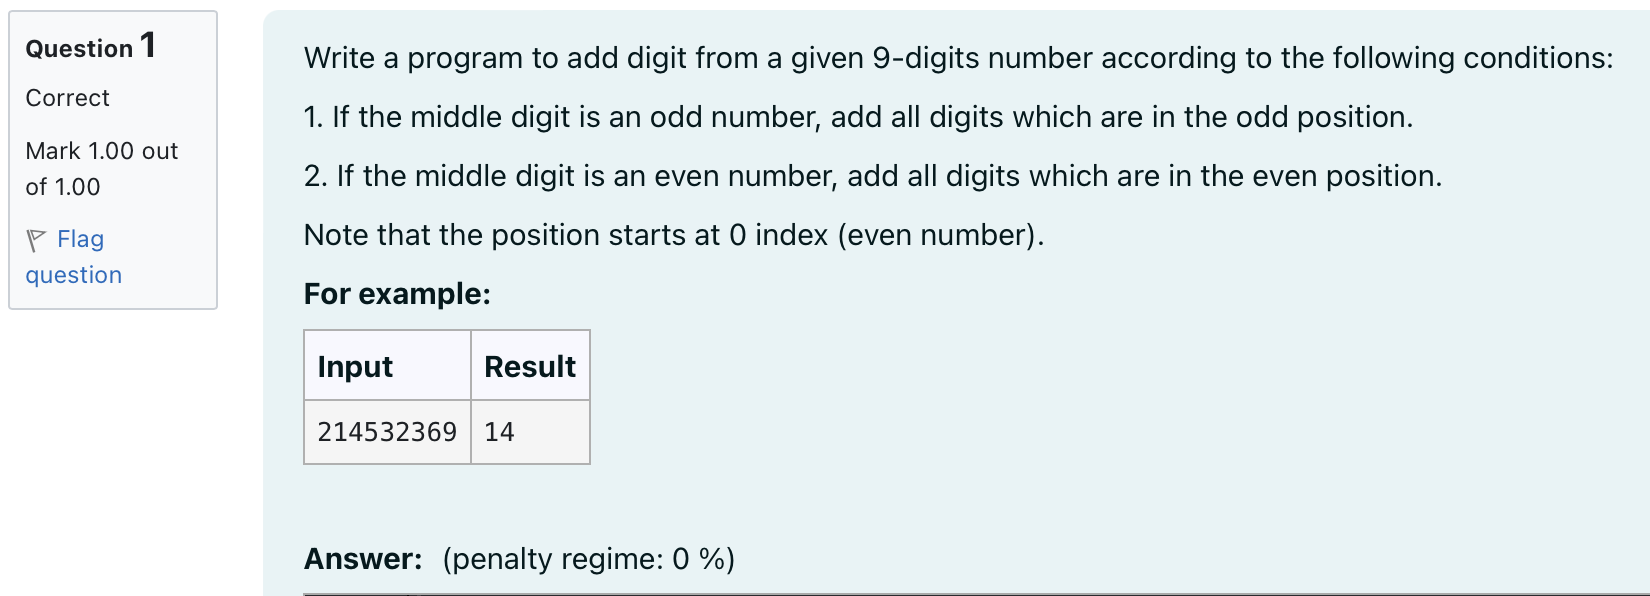 Question 1
Correct
Mark 1.00 out
of 1.00
Flag
question
Write a program to add digit from a given 9-digits number according to the following conditions:
1. If the middle digit is an odd number, add all digits which are in the odd position.
2. If the middle digit is an even number, add all digits which are in the even position.
Note that the position starts at 0 index (even number).
For example:
Input Result
214532369 14
Answer: (penalty regime: 0 %)